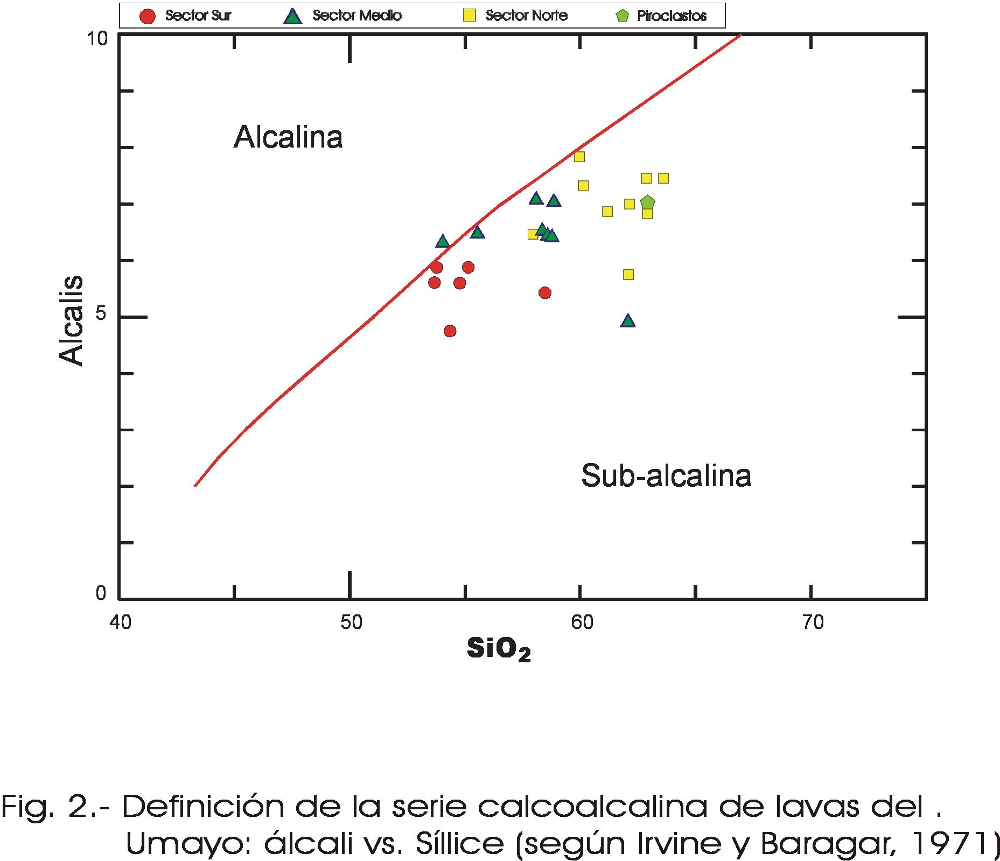 Sector Sur Sector Medio Sector Norte Piroclastos
10
Alcalina
Alcalis
5
Sub-alcalina
0
40 50 60 70
SiO₂
Fig. 2.- Definición de la serie calcoalcalina de lavas del .
Umayo: álcali vs. Síllice (según Irvine y Baragar, 1971)